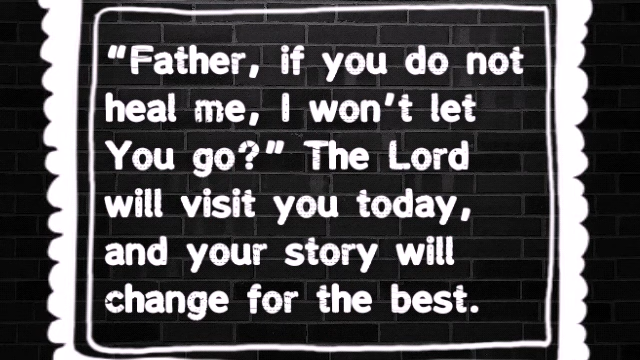 “Father, if you do not
heal me, I won’t let
You go?” The Lord
will visit you today,
and your story will
change for the best.